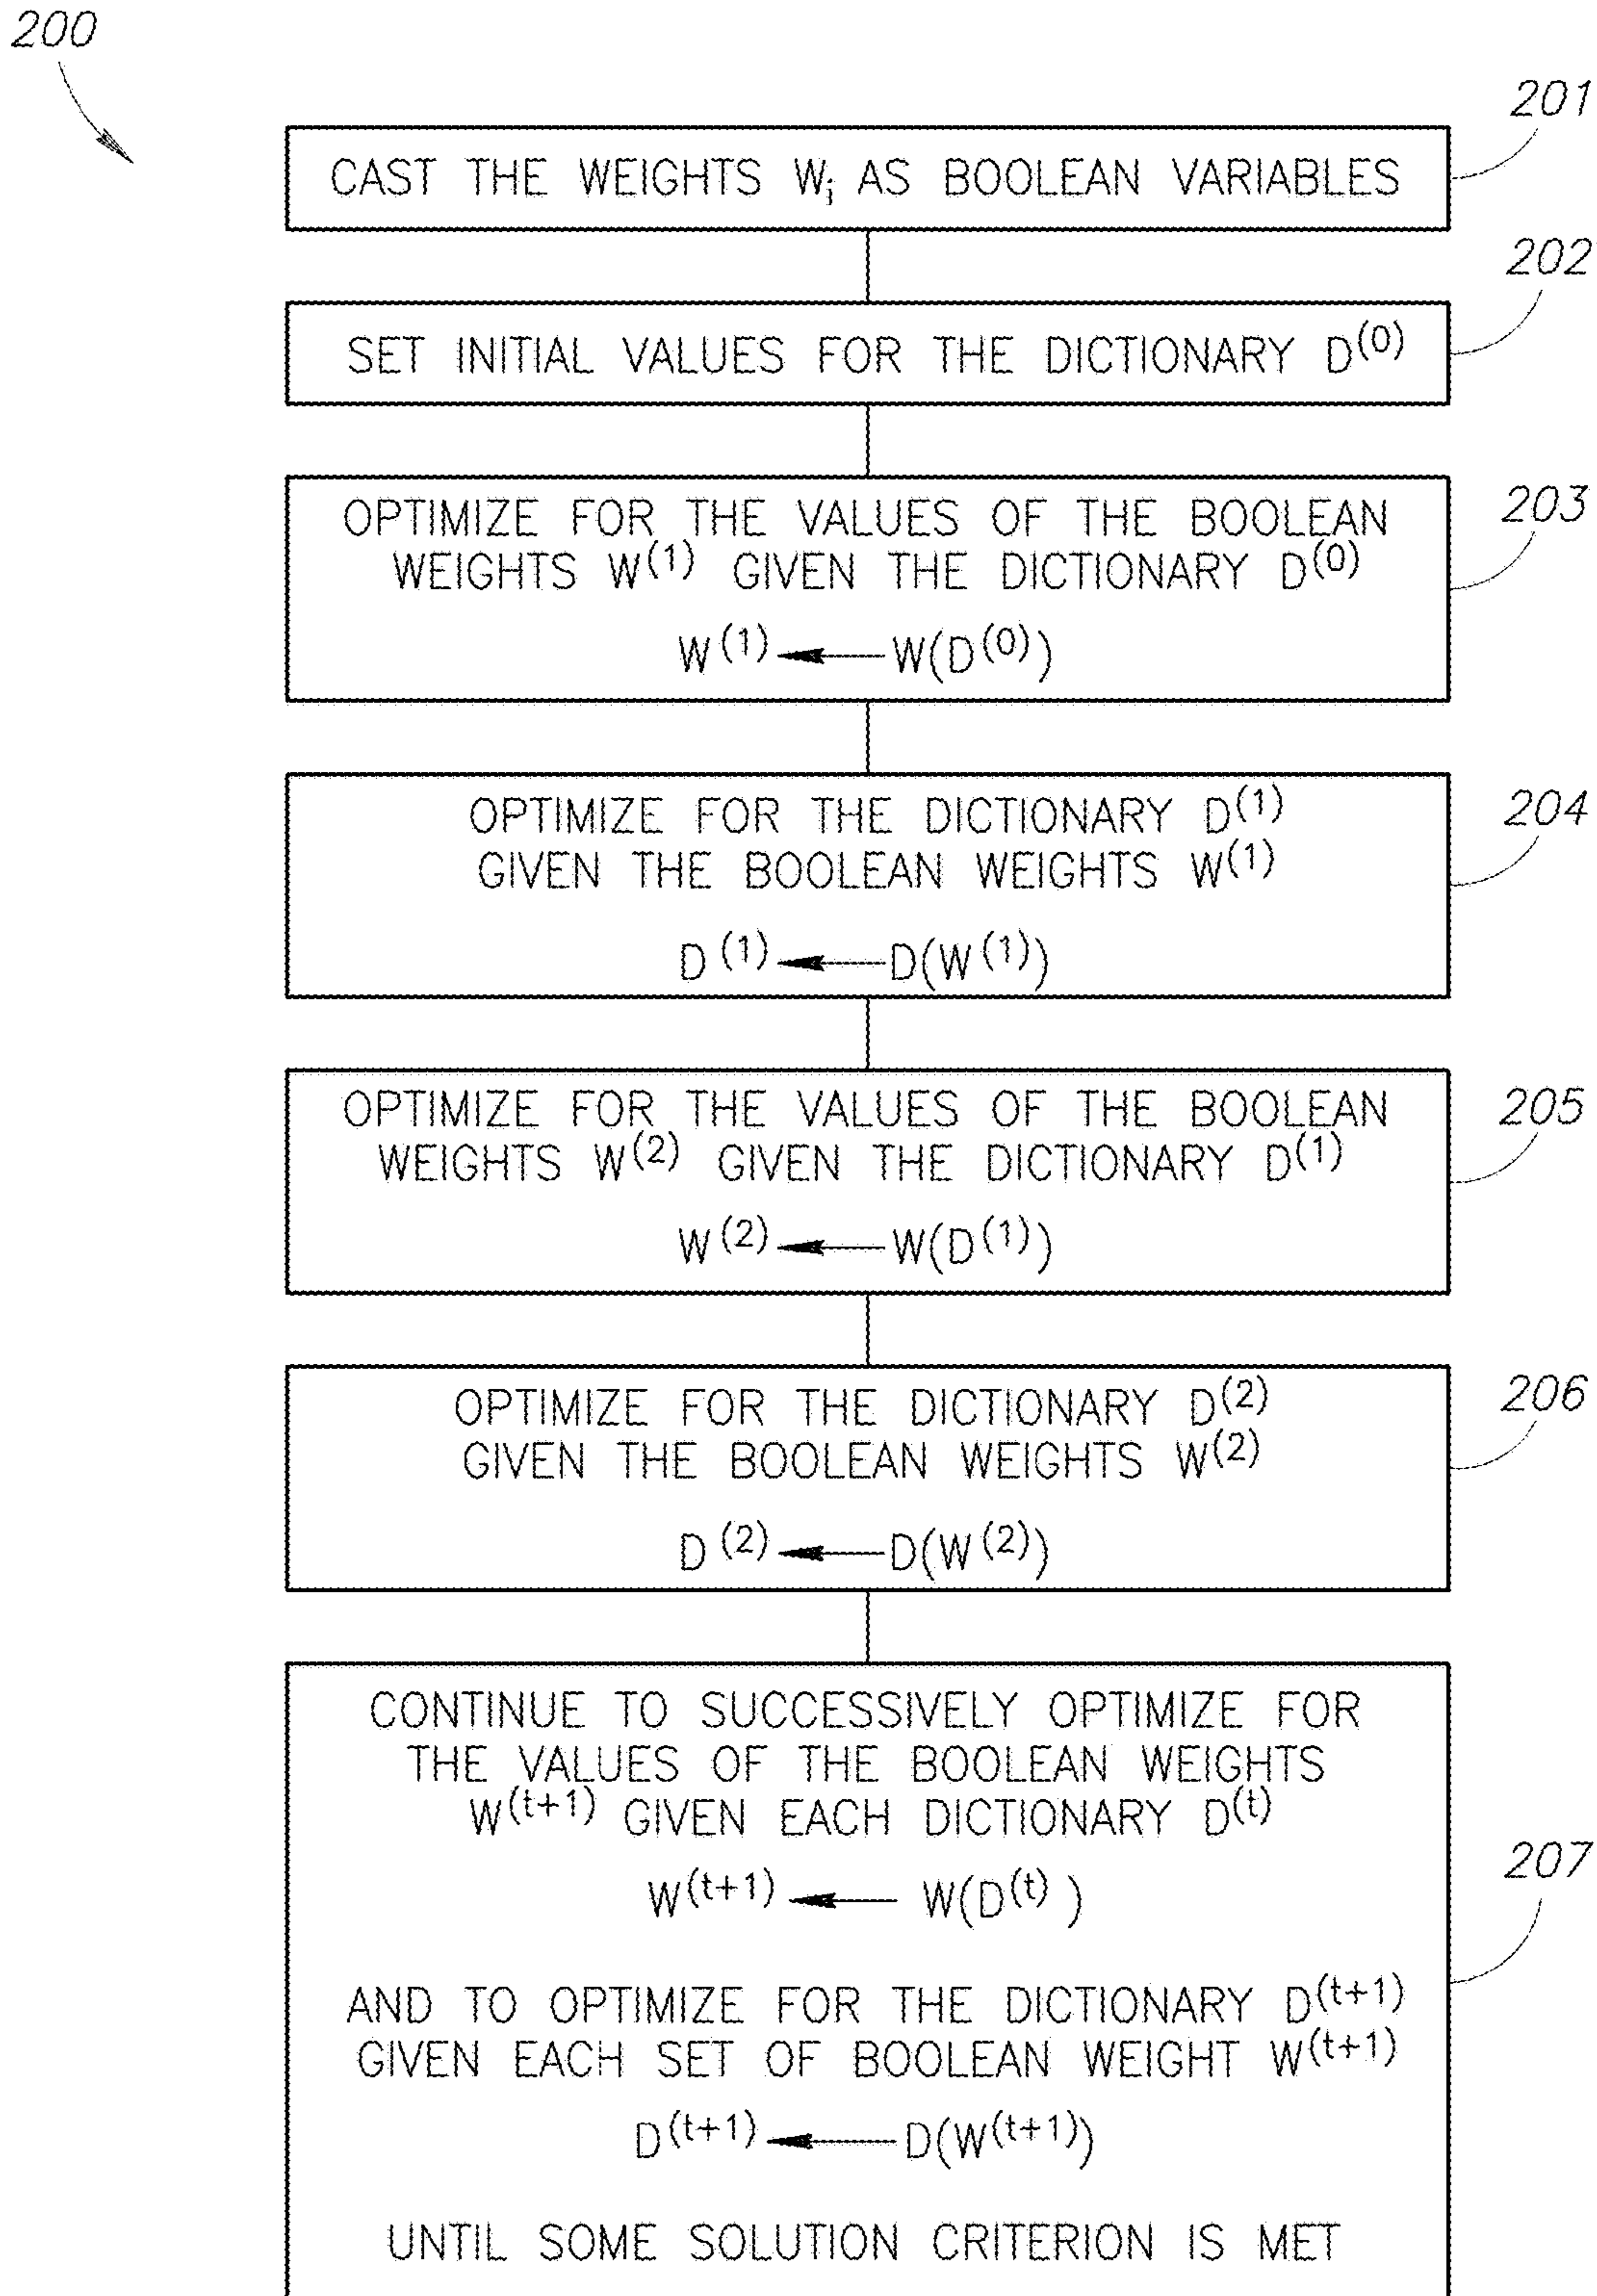 200
201
CAST THE WEIGHTS Wⱼ AS BOOLEAN VARIABLES
202
SET INITIAL VALUES FOR THE DICTIONARY D⁽⁰⁾
203
OPTIMIZE FOR THE VALUES OF THE BOOLEAN
WEIGHTS W⁽¹⁾ GIVEN THE DICTIONARY D⁽⁰⁾
W⁽¹⁾ ← W(D⁽⁰⁾)
204
OPTIMIZE FOR THE DICTIONARY D⁽¹⁾
GIVEN THE BOOLEAN WEIGHTS W⁽¹⁾
D⁽¹⁾ ← D(W⁽¹⁾)
205
OPTIMIZE FOR THE VALUES OF THE BOOLEAN
WEIGHTS W⁽²⁾ GIVEN THE DICTIONARY D⁽¹⁾
W⁽²⁾ ← W(D⁽¹⁾)
206
OPTIMIZE FOR THE DICTIONARY D⁽²⁾
GIVEN THE BOOLEAN WEIGHTS W⁽²⁾
D⁽²⁾ ← D(W⁽²⁾)
207
CONTINUE TO SUCCESSIVELY OPTIMIZE FOR
THE VALUES OF THE BOOLEAN WEIGHTS
W⁽ᵗ⁺¹⁾ GIVEN EACH DICTIONARY D⁽ᵗ⁾
W⁽ᵗ⁺¹⁾ ← W(D⁽ᵗ⁾)
AND TO OPTIMIZE FOR THE DICTIONARY D⁽ᵗ⁺¹⁾
GIVEN EACH SET OF BOOLEAN WEIGHT W⁽ᵗ⁺¹⁾
D⁽ᵗ⁺¹⁾ ← D(W⁽ᵗ⁺¹⁾)
UNTIL SOME SOLUTION CRITERION IS MET